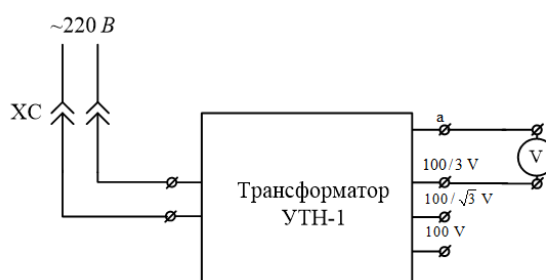 ~220 В
ХС
a
V
100/3 V
100/√3 V
Трансформатор
УТН-1
100 V